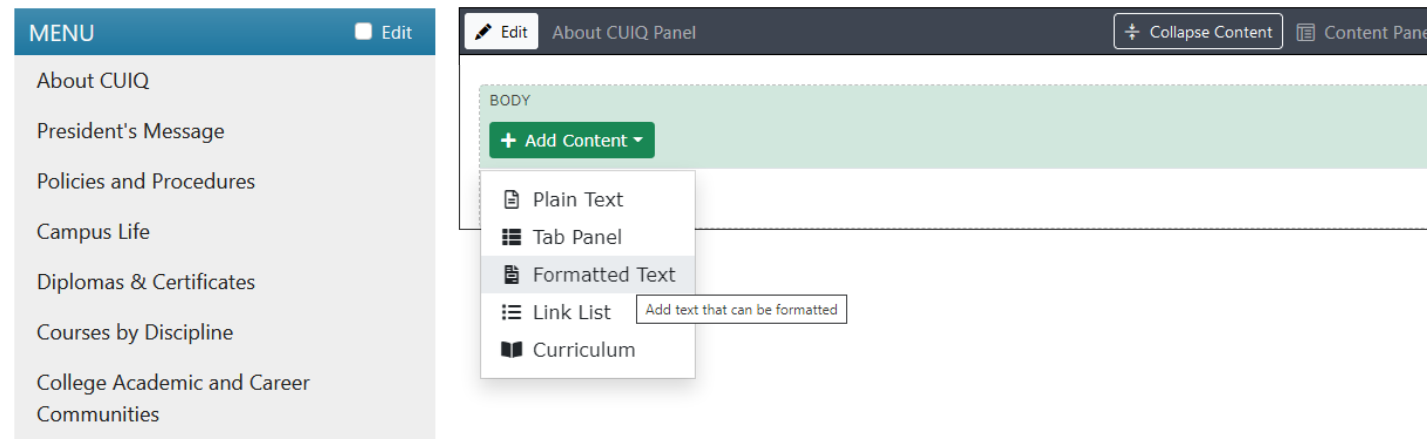 MENU
Edit
About CUIQ
President's Message
Policies and Procedures
Campus Life
Diplomas & Certificates
Courses by Discipline
College Academic and Career
Communities
Edit
About CUIQ Panel
Collapse Content
Content Pane
BODY
+ Add Content
Plain Text
Tab Panel
Formatted Text
Link List
Add text that can be formatted
Curriculum